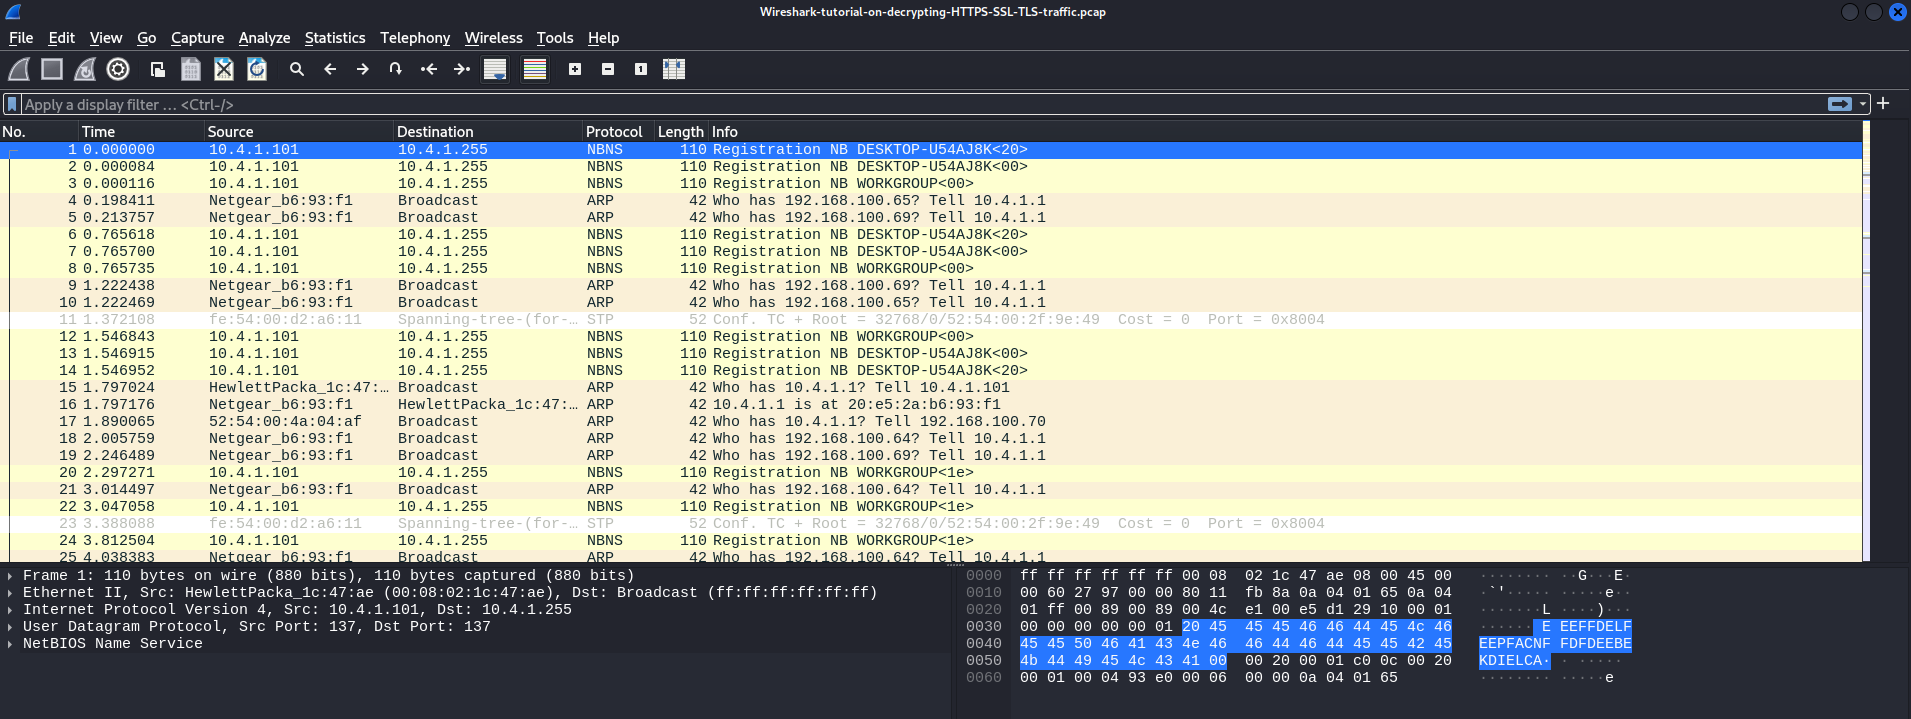 Wireshark-tutorial-on-decrypting-HTTPS-SSL-TLS-traffic.pcap
File Edit View Go Capture Analyze Statistics Telephony Wireless Tools Help
Apply a display filter … <Ctrl-/>
No. Time Source Destination Protocol Length Info
1 0.000000 10.4.1.101 10.4.1.255 NBNS 110 Registration NB DESKTOP-U54AJ8K<20>
2 0.000084 10.4.1.101 10.4.1.255 NBNS 110 Registration NB DESKTOP-U54AJ8K<00>
3 0.000116 10.4.1.101 10.4.1.255 NBNS 110 Registration NB WORKGROUP<00>
4 0.198411 Netgear_b6:93:f1 Broadcast ARP 42 Who has 192.168.100.65? Tell 10.4.1.1
5 0.213757 Netgear_b6:93:f1 Broadcast ARP 42 Who has 192.168.100.69? Tell 10.4.1.1
6 0.765618 10.4.1.101 10.4.1.255 NBNS 110 Registration NB DESKTOP-U54AJ8K<20>
7 0.765700 10.4.1.101 10.4.1.255 NBNS 110 Registration NB DESKTOP-U54AJ8K<00>
8 0.765735 10.4.1.101 10.4.1.255 NBNS 110 Registration NB WORKGROUP<00>
9 1.222438 Netgear_b6:93:f1 Broadcast ARP 42 Who has 192.168.100.69? Tell 10.4.1.1
10 1.222469 Netgear_b6:93:f1 Broadcast ARP 42 Who has 192.168.100.65? Tell 10.4.1.1
11 1.372108 fe:54:00:d2:a6:11 Spanning-tree-(for-… STP 52 Conf. TC + Root = 32768/0/52:54:00:2f:9e:49 Cost = 0 Port = 0x8004
12 1.546843 10.4.1.101 10.4.1.255 NBNS 110 Registration NB WORKGROUP<00>
13 1.546915 10.4.1.101 10.4.1.255 NBNS 110 Registration NB DESKTOP-U54AJ8K<00>
14 1.546952 10.4.1.101 10.4.1.255 NBNS 110 Registration NB DESKTOP-U54AJ8K<20>
15 1.797024 HewlettPacka_1c:47:… Broadcast ARP 42 Who has 10.4.1.1? Tell 10.4.1.101
16 1.797176 Netgear_b6:93:f1 HewlettPacka_1c:47:… ARP 42 10.4.1.1 is at 20:e5:2a:b6:93:f1
17 1.890065 52:54:00:4a:04:af Broadcast ARP 42 Who has 10.4.1.1? Tell 192.168.100.70
18 2.005759 Netgear_b6:93:f1 Broadcast ARP 42 Who has 192.168.100.64? Tell 10.4.1.1
19 2.246489 Netgear_b6:93:f1 Broadcast ARP 42 Who has 192.168.100.69? Tell 10.4.1.1
20 2.297271 10.4.1.101 10.4.1.255 NBNS 110 Registration NB WORKGROUP<1e>
21 3.014497 Netgear_b6:93:f1 Broadcast ARP 42 Who has 192.168.100.64? Tell 10.4.1.1
22 3.047058 10.4.1.101 10.4.1.255 NBNS 110 Registration NB WORKGROUP<1e>
23 3.388088 fe:54:00:d2:a6:11 Spanning-tree-(for-… STP 52 Conf. TC + Root = 32768/0/52:54:00:2f:9e:49 Cost = 0 Port = 0x8004
24 3.812504 10.4.1.101 10.4.1.255 NBNS 110 Registration NB WORKGROUP<1e>
25 4.038383 Netgear_b6:93:f1 Broadcast ARP 42 Who has 192.168.100.64? Tell 10.4.1.1
Frame 1: 110 bytes on wire (880 bits), 110 bytes captured (880 bits)
Ethernet II, Src: HewlettPacka_1c:47:ae (00:08:02:1c:47:ae), Dst: Broadcast (ff:ff:ff:ff:ff:ff)
Internet Protocol Version 4, Src: 10.4.1.101, Dst: 10.4.1.255
User Datagram Protocol, Src Port: 137, Dst Port: 137
NetBIOS Name Service
0000 ff ff ff ff ff ff 00 08 02 1c 47 ae 08 00 45 00 ········ ··G···E·
0010 00 60 27 97 00 00 80 11 fb 8a 0a 04 01 65 0a 04 ·`'····· ·····e··
0020 01 ff 00 89 00 89 00 4c e1 00 e5 d1 29 10 00 01 ·······L ····)···
0030 00 00 00 00 00 01 20 45 45 45 46 46 44 45 4c 46 ······ E EEFFDELF
0040 45 45 50 46 41 43 4e 46 46 44 46 44 45 45 42 45 EEPFACNF FDFDEEBE
0050 4b 44 49 45 4c 43 41 00 00 20 00 01 c0 0c 00 20 KDIELCA· · ·····
0060 00 01 00 04 93 e0 00 06 00 00 0a 04 01 65 ········ ·····e